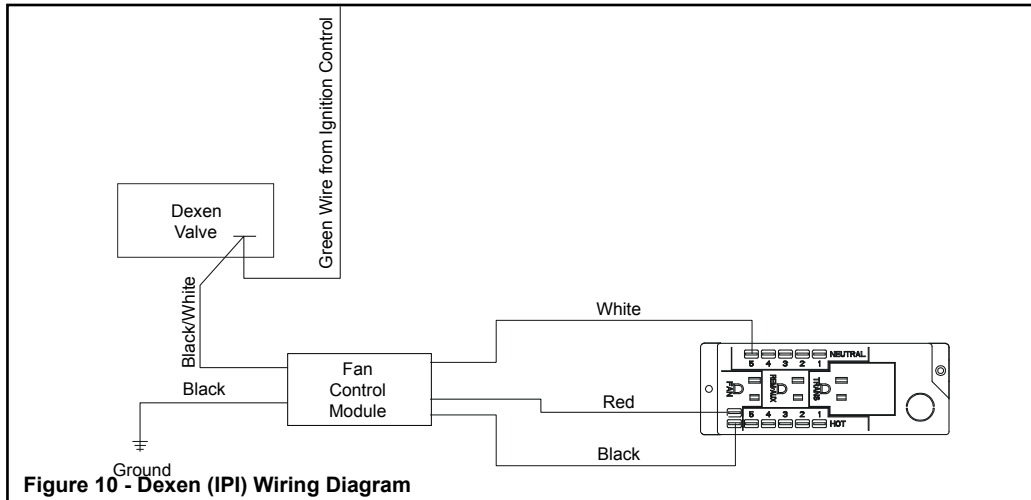 Green Wire from Ignition Control
Dexen
Valve
Black/White
White
Fan
Control
Module
Black
Red
Black
Ground
5 4 3 2 1 NEUTRAL
FAN
REM/AUX
TRANS
5 4 3 2 1 HOT
Figure 10 - Dexen (IPI) Wiring Diagram